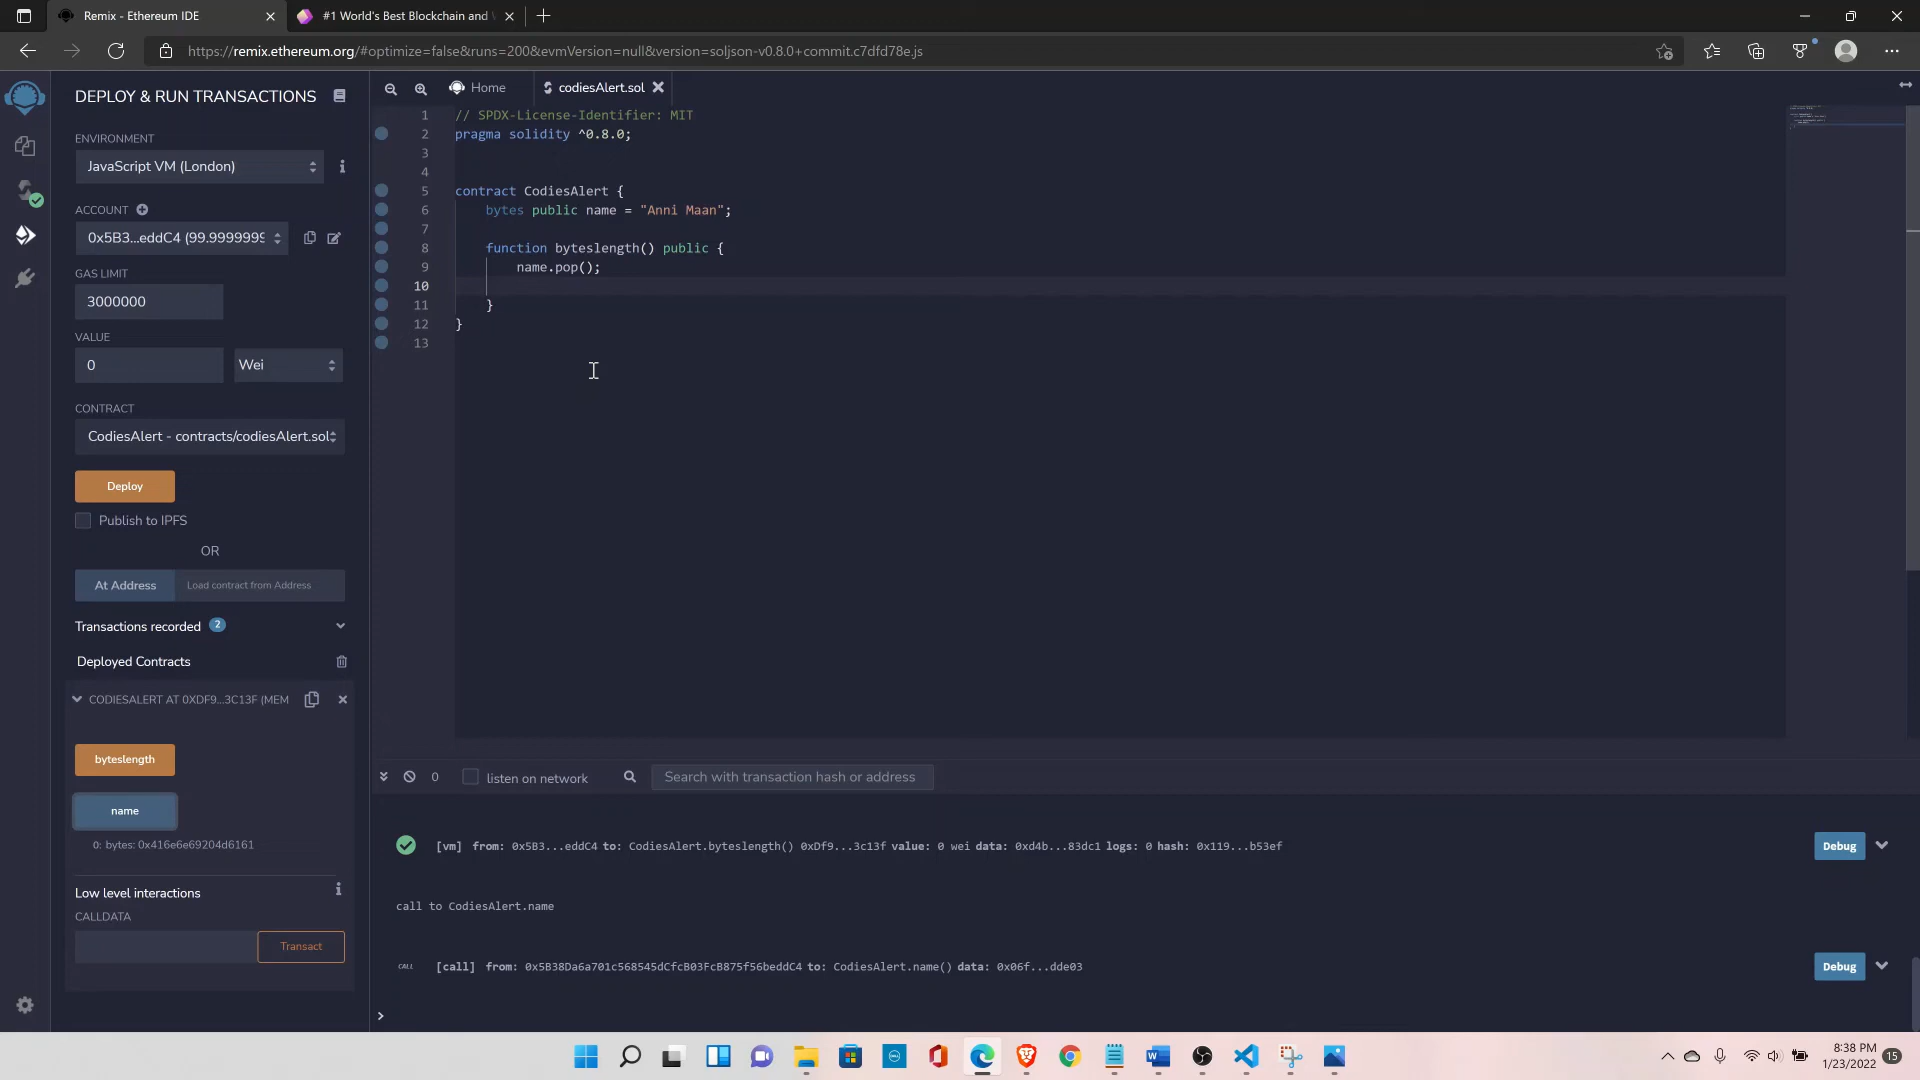 Remix - Ethereum IDE
#1 World's Best Blockchain and
https://remix.ethereum.org/#optimize=false&runs=200&evmVersion=null&version=soljson-v0.8.0+commit.c7dfd78e.js
DEPLOY & RUN TRANSACTIONS
ENVIRONMENT
JavaScript VM (London)
ACCOUNT
0x5B3...eddC4 (99.9999999
GAS LIMIT
3000000
VALUE
0
Wei
CONTRACT
CodiesAlert - contracts/codiesAlert.sol
Deploy
Publish to IPFS
OR
At Address
Load contract from Address
Transactions recorded 2
Deployed Contracts
CODIESALERT AT 0XDF9...3C13F (MEM
byteslength
name
0: bytes: 0x416e6e69204d6161
Low level interactions
CALLDATA
Transact
Home
codiesAlert.sol
1 // SPDX-License-Identifier: MIT
2 pragma solidity ^0.8.0;
3
4
5 contract CodiesAlert {
6 bytes public name = "Anni Maan";
7
8 function byteslength() public {
9 name.pop();
10
11 }
12 }
13
0
listen on network
Search with transaction hash or address
[vm] from: 0x5B3...eddC4 to: CodiesAlert.byteslength() 0xDf9...3c13f value: 0 wei data: 0xd4b...83dc1 logs: 0 hash: 0x119...b53ef
Debug
call to CodiesAlert.name
CALL [call] from: 0x5B38Da6a701c568545dCfcB03FcB875f56beddC4 to: CodiesAlert.name() data: 0x06f...dde03
Debug
>
8:38 PM
1/23/2022
15